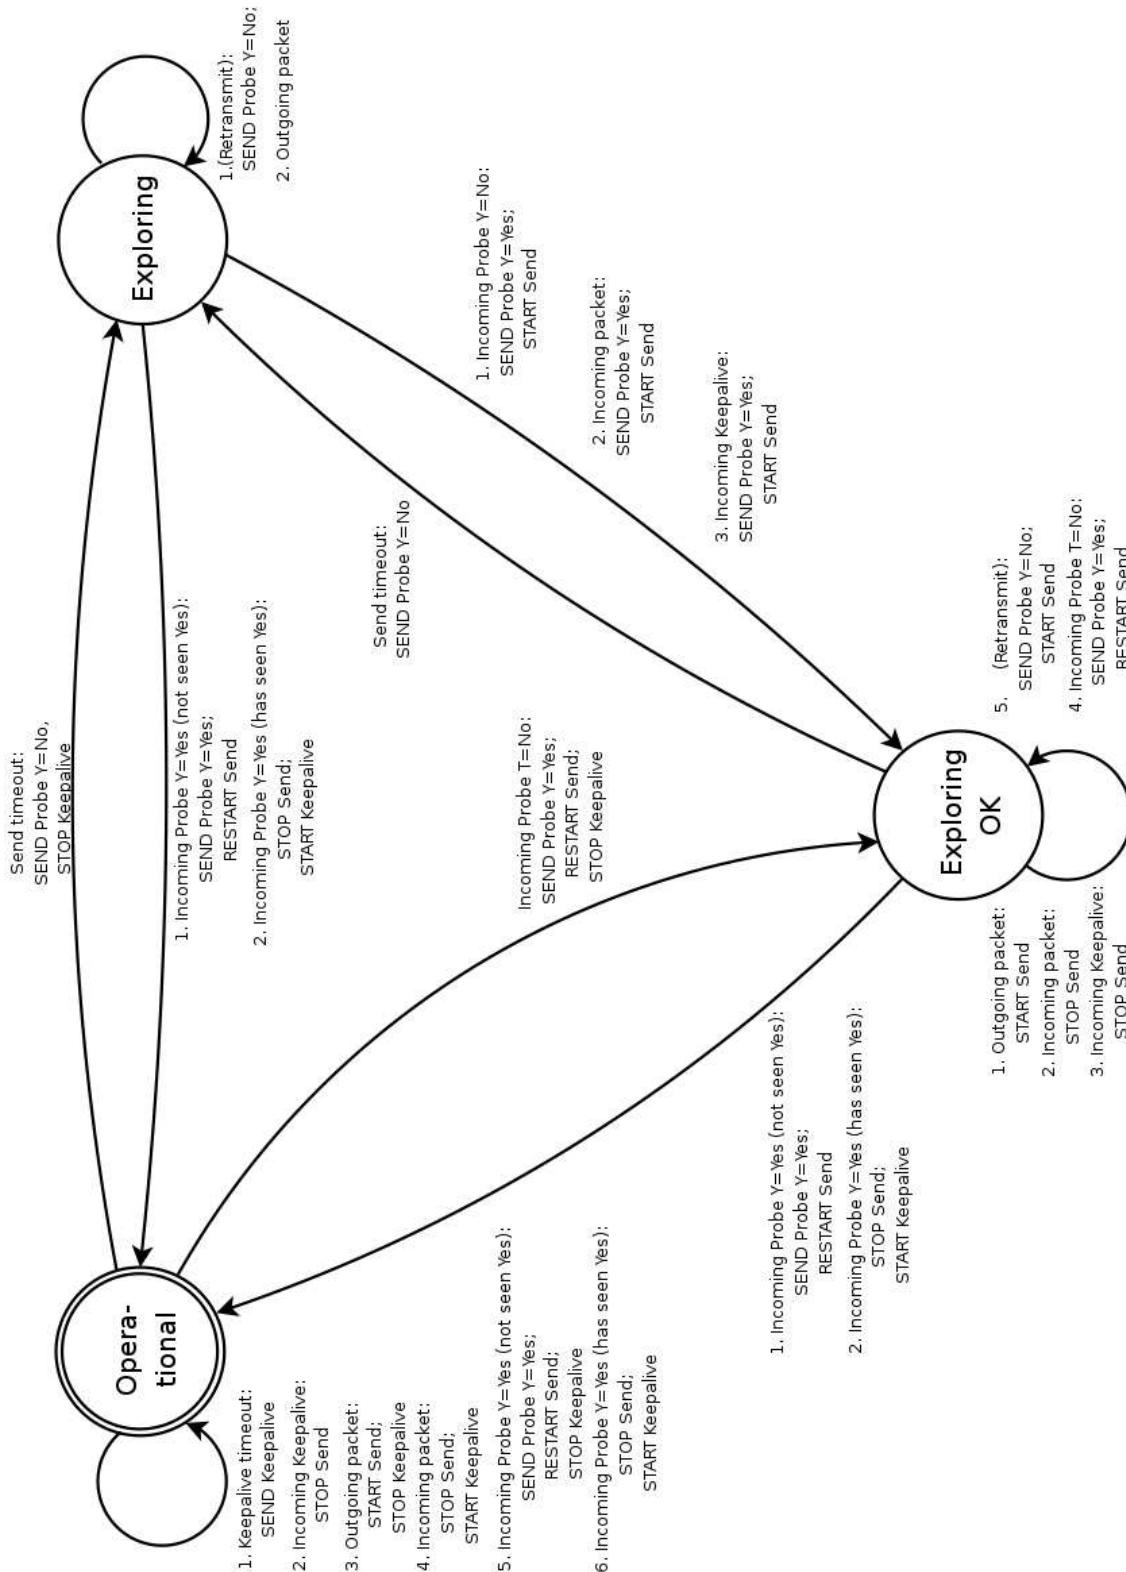 Opera-
tional
Exploring
Exploring
OK
Send timeout:
SEND Probe Y=No,
STOP Keepalive
1. Incoming Probe Y=Yes (not seen Yes):
SEND Probe Y=Yes;
RESTART Send
2. Incoming Probe Y=Yes (has seen Yes):
STOP Send;
START Keepalive
1.(Retransmit):
SEND Probe Y=No;
2. Outgoing packet
Send timeout:
SEND Probe Y=No
1. Incoming Probe Y=No:
SEND Probe Y=Yes;
START Send
2. Incoming packet:
SEND Probe Y=Yes;
START Send
3. Incoming Keepalive:
SEND Probe Y=Yes;
START Send
Incoming Probe T=No:
SEND Probe Y=Yes;
RESTART Send;
STOP Keepalive
1. Keepalive timeout:
SEND Keepalive
2. Incoming Keepalive:
STOP Send
3. Outgoing packet:
START Send;
STOP Keepalive
4. Incoming packet:
STOP Send;
START Keepalive
5. Incoming Probe Y=Yes (not seen Yes):
SEND Probe Y=Yes;
RESTART Send;
STOP Keepalive
6. Incoming Probe Y=Yes (has seen Yes):
STOP Send;
START Keepalive
1. Incoming Probe Y=Yes (not seen Yes):
SEND Probe Y=Yes;
RESTART Send
2. Incoming Probe Y=Yes (has seen Yes):
STOP Send;
START Keepalive
1. Outgoing packet:
START Send
2. Incoming packet:
STOP Send
3. Incoming Keepalive:
STOP Send
5. (Retransmit):
SEND Probe Y=No;
START Send
4. Incoming Probe T=No:
SEND Probe Y=Yes;
RESTART Send